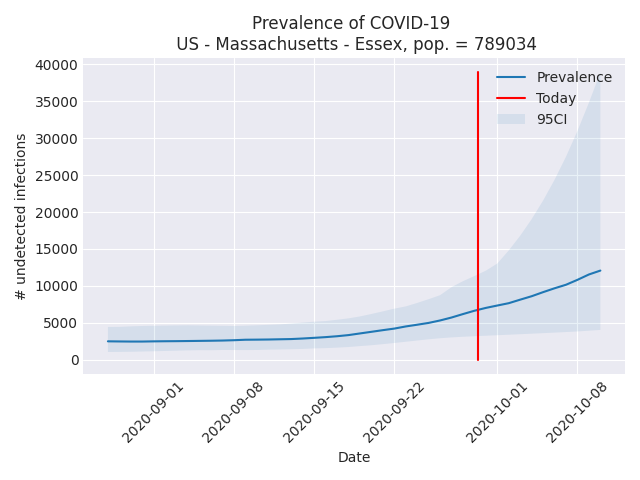 Prevalence of COVID-19
US - Massachusetts - Essex, pop. = 789034
Prevalence
Today
95CI
40000
35000
30000
25000
20000
15000
10000
5000
0
# undetected infections
2020-09-01
2020-09-08
2020-09-15
2020-09-22
2020-10-01
2020-10-08
Date